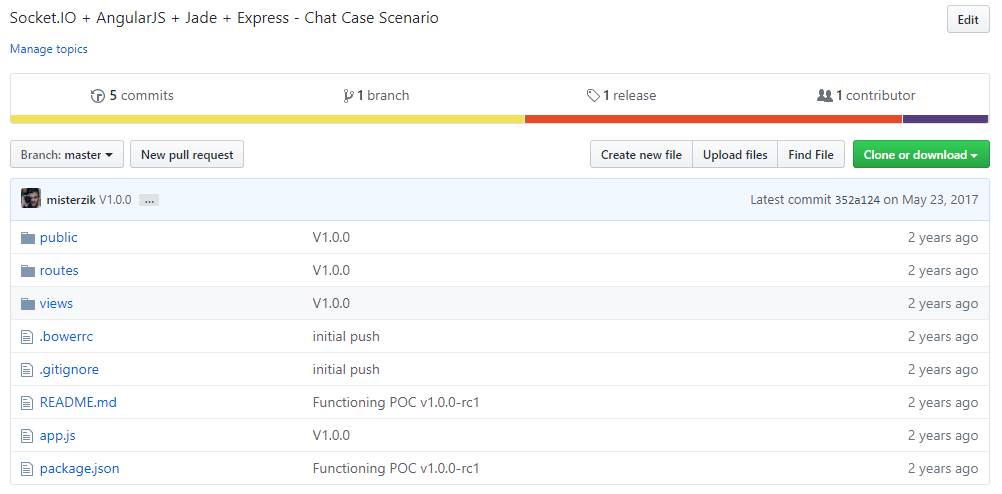 Socket.IO + AngularJS + Jade + Express - Chat Case Scenario
Edit
Manage topics
5 commits 1 branch 1 release 1 contributor
Branch: master New pull request Create new file Upload files Find File Clone or download
misterzik V1.0.0 ... Latest commit 352a124 on May 23, 2017
public V1.0.0 2 years ago
routes V1.0.0 2 years ago
views V1.0.0 2 years ago
.bowerrc initial push 2 years ago
.gitignore initial push 2 years ago
README.md Functioning POC v1.0.0-rc1 2 years ago
app.js V1.0.0 2 years ago
package.json Functioning POC v1.0.0-rc1 2 years ago